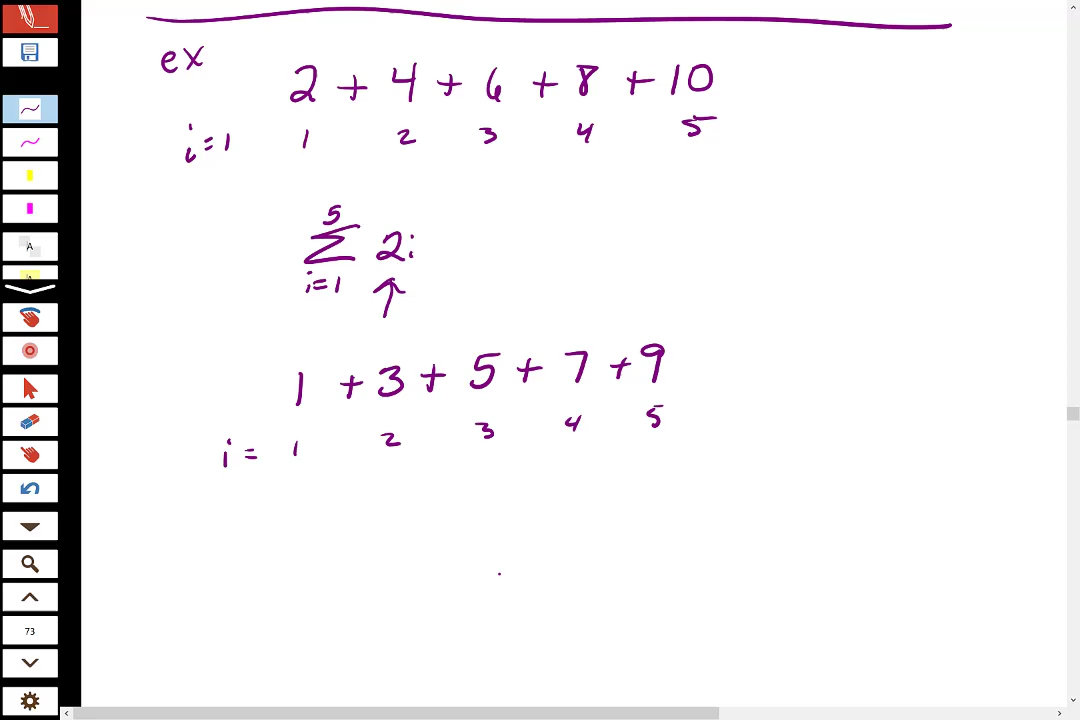 ex 2 + 4 + 6 + 8 + 10
i = 1 1 2 3 4 5
5
∑ 2i
i=1
↑
1 + 3 + 5 + 7 + 9
i = 1 2 3 4 5
A
73